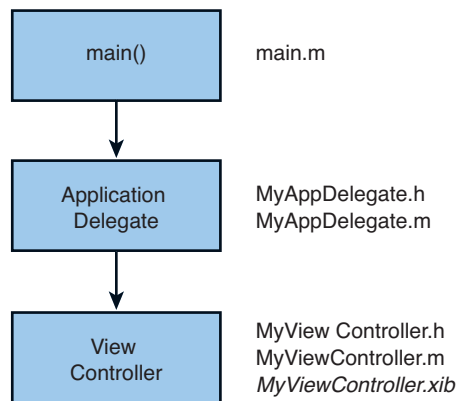 main()
main.m
Application
Delegate
MyAppDelegate.h
MyAppDelegate.m
View
Controller
MyView Controller.h
MyViewController.m
MyViewController.xib